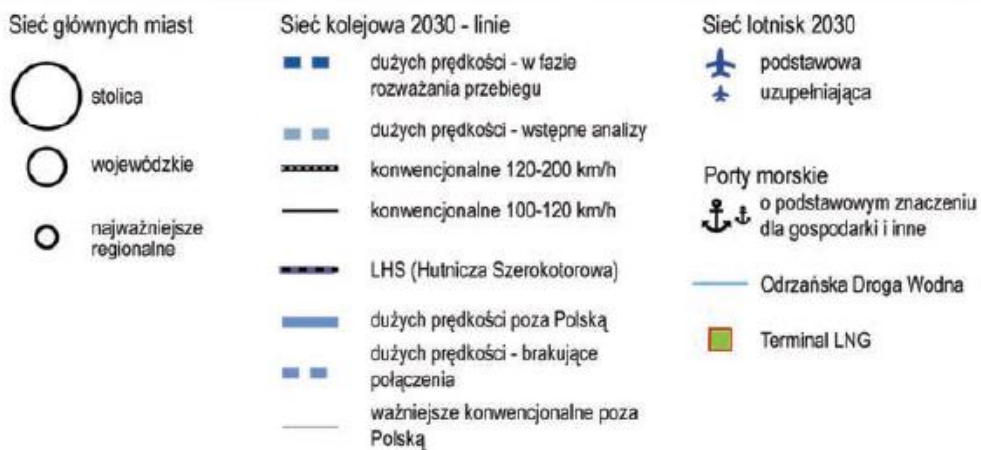 Sieć głównych miast
stolica
wojewódzkie
najważniejsze
regionalne
Sieć kolejowa 2030 - linie
dużych prędkości - w fazie
rozważania przebiegu
dużych prędkości - wstępne analizy
konwencjonalne 120-200 km/h
konwencjonalne 100-120 km/h
LHS (Hutnicza Szerokotorowa)
dużych prędkości poza Polską
dużych prędkości - brakujące
połączenia
ważniejsze konwencjonalne poza
Polską
Sieć lotnisk 2030
podstawowa
uzupełniająca
Porty morskie
o podstawowym znaczeniu
dla gospodarki i inne
Odrzańska Droga Wodna
Terminal LNG